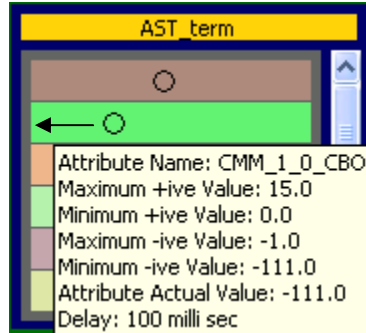 AST_term
Attribute Name: CMM_1_0_CBO
Maximum +ive Value: 15.0
Minimum +ive Value: 0.0
Maximum -ive Value: -1.0
Minimum -ive Value: -111.0
Attribute Actual Value: -111.0
Delay: 100 milli sec